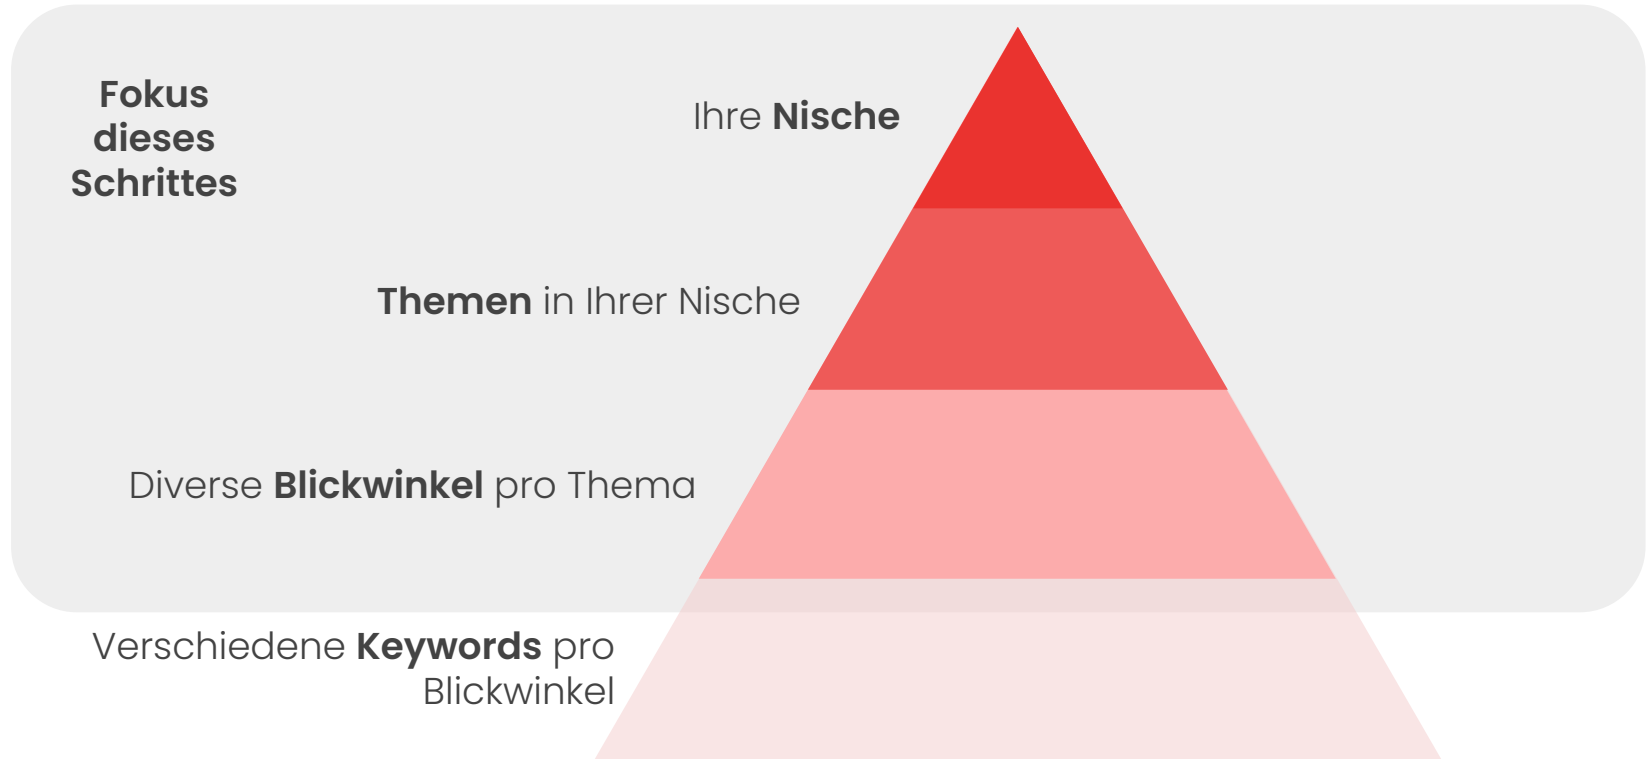 Fokus
dieses
Schrittes
Ihre Nische
Themen in Ihrer Nische
Diverse Blickwinkel pro Thema
Verschiedene Keywords pro
Blickwinkel